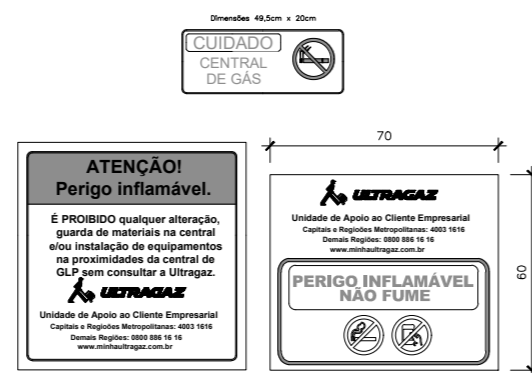 Dimensões 49,5cm x 20cm
CUIDADO
CENTRAL
DE GÁS
ATENÇÃO!
Perigo inflamável.
É PROIBIDO qualquer alteração,
guarda de materiais na central
e/ou instalação de equipamentos
na proximidades da central de
GLP sem consultar a Ultragaz.
ULTRAGAZ
Unidade de Apoio ao Cliente Empresarial
Capitais e Regioões Metropolitanas: 4003 1616
Demais Regiões: 0800 886 16 16
www.minhaultragaz.com.br
70
ULTRAGAZ
Unidade de Apoio ao Cliente Empresarial
Capitais e Regioões Metropolitanas: 4003 1616
Demais Regiões: 0800 886 16 16
www.minhaultragaz.com.br
PERIGO INFLAMÁVEL
NÃO FUME
60